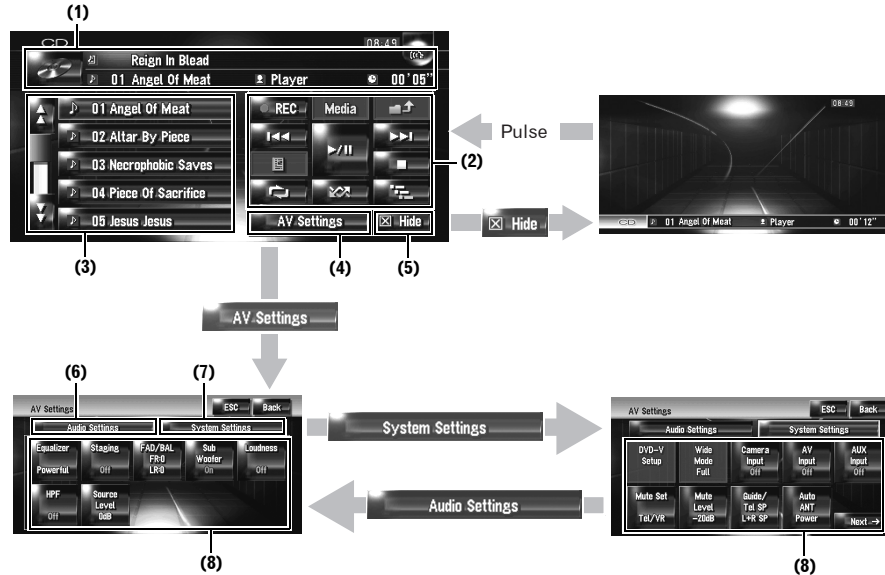 (1)
CD
08:49
Reign In Blead
01 Angel Of Meat
Player
00'05"
01 Angel Of Meat
02 Altar By Piece
03 Necrophobic Saves
04 Piece Of Sacrifice
05 Jesus Jesus
REC
Media
AV Settings
Hide
(2)
(3)
(4)
(5)
Pulse
Hide
08:49
CD
01 Angel Of Meat
Player
00'12"
AV Settings
(6)
(7)
AV Settings
ESC
Back
Audio Settings
System Settings
Equalizer
Powerful
Staging
Off
FAD/BAL
FR:0
LR:0
Sub
Woofer
On
Loudness
Off
HPF
Off
Source
Level
0dB
(8)
System Settings
Audio Settings
AV Settings
ESC
Back
Audio Settings
System Settings
DVD-V
Setup
Wide
Mode
Full
Camera
Input
Off
AV
Input
Off
AUX
Input
Off
Mute Set
Tel/VR
Mute
Level
-20dB
Guide/
Tel SP
L+R SP
Auto
ANT
Power
Next→
(8)